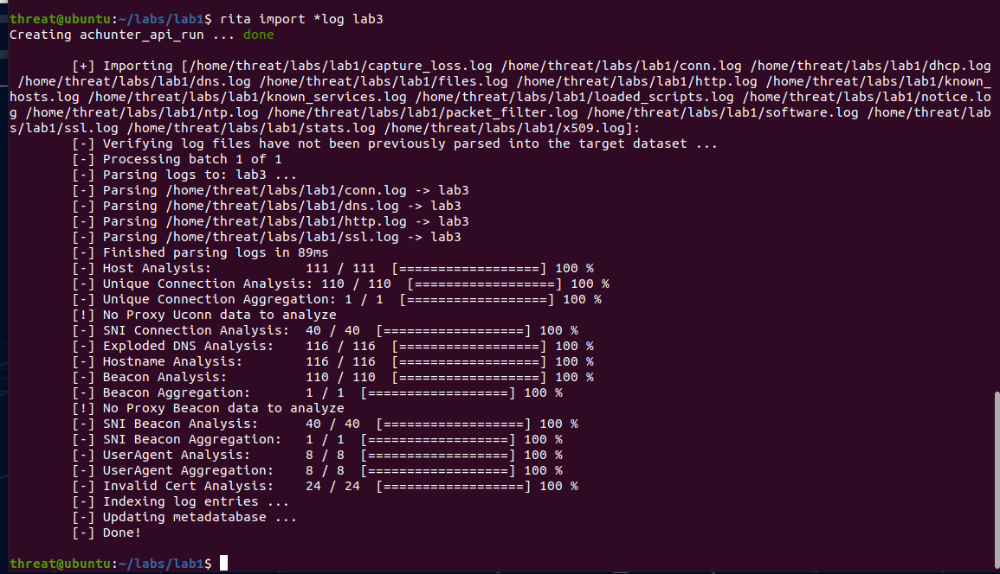 threat@ubuntu:~/labs/lab1$ rita import *log lab3
Creating achunter_api_run ... done
[+] Importing [/home/threat/labs/lab1/capture_loss.log /home/threat/labs/lab1/conn.log /home/threat/labs/lab1/dhcp.log
/home/threat/labs/lab1/dns.log /home/threat/labs/lab1/files.log /home/threat/labs/lab1/http.log /home/threat/labs/lab1/known_
hosts.log /home/threat/labs/lab1/known_services.log /home/threat/labs/lab1/loaded_scripts.log /home/threat/labs/lab1/notice.lo
g /home/threat/labs/lab1/ntp.log /home/threat/labs/lab1/packet_filter.log /home/threat/labs/lab1/software.log /home/threat/lab
s/lab1/ssl.log /home/threat/labs/lab1/stats.log /home/threat/labs/lab1/x509.log]:
[-] Verifying log files have not been previously parsed into the target dataset ...
[-] Processing batch 1 of 1
[-] Parsing logs to: lab3 ...
[-] Parsing /home/threat/labs/lab1/conn.log -> lab3
[-] Parsing /home/threat/labs/lab1/dns.log -> lab3
[-] Parsing /home/threat/labs/lab1/http.log -> lab3
[-] Parsing /home/threat/labs/lab1/ssl.log -> lab3
[-] Finished parsing logs in 89ms
[-] Host Analysis:            111 / 111  [==================] 100 %
[-] Unique Connection Analysis: 110 / 110  [==================] 100 %
[-] Unique Connection Aggregation: 1 / 1  [==================] 100 %
[!] No Proxy Uconn data to analyze
[-] SNI Connection Analysis:  40 / 40  [==================] 100 %
[-] Exploded DNS Analysis:    116 / 116  [==================] 100 %
[-] Hostname Analysis:        116 / 116  [==================] 100 %
[-] Beacon Analysis:          110 / 110  [==================] 100 %
[-] Beacon Aggregation:       1 / 1  [==================] 100 %
[!] No Proxy Beacon data to analyze
[-] SNI Beacon Analysis:      40 / 40  [==================] 100 %
[-] SNI Beacon Aggregation:   1 / 1  [==================] 100 %
[-] UserAgent Analysis:       8 / 8  [==================] 100 %
[-] UserAgent Aggregation:    8 / 8  [==================] 100 %
[-] Invalid Cert Analysis:    24 / 24  [==================] 100 %
[-] Indexing log entries ...
[-] Updating metadatabase ...
[-] Done!
threat@ubuntu:~/labs/lab1$